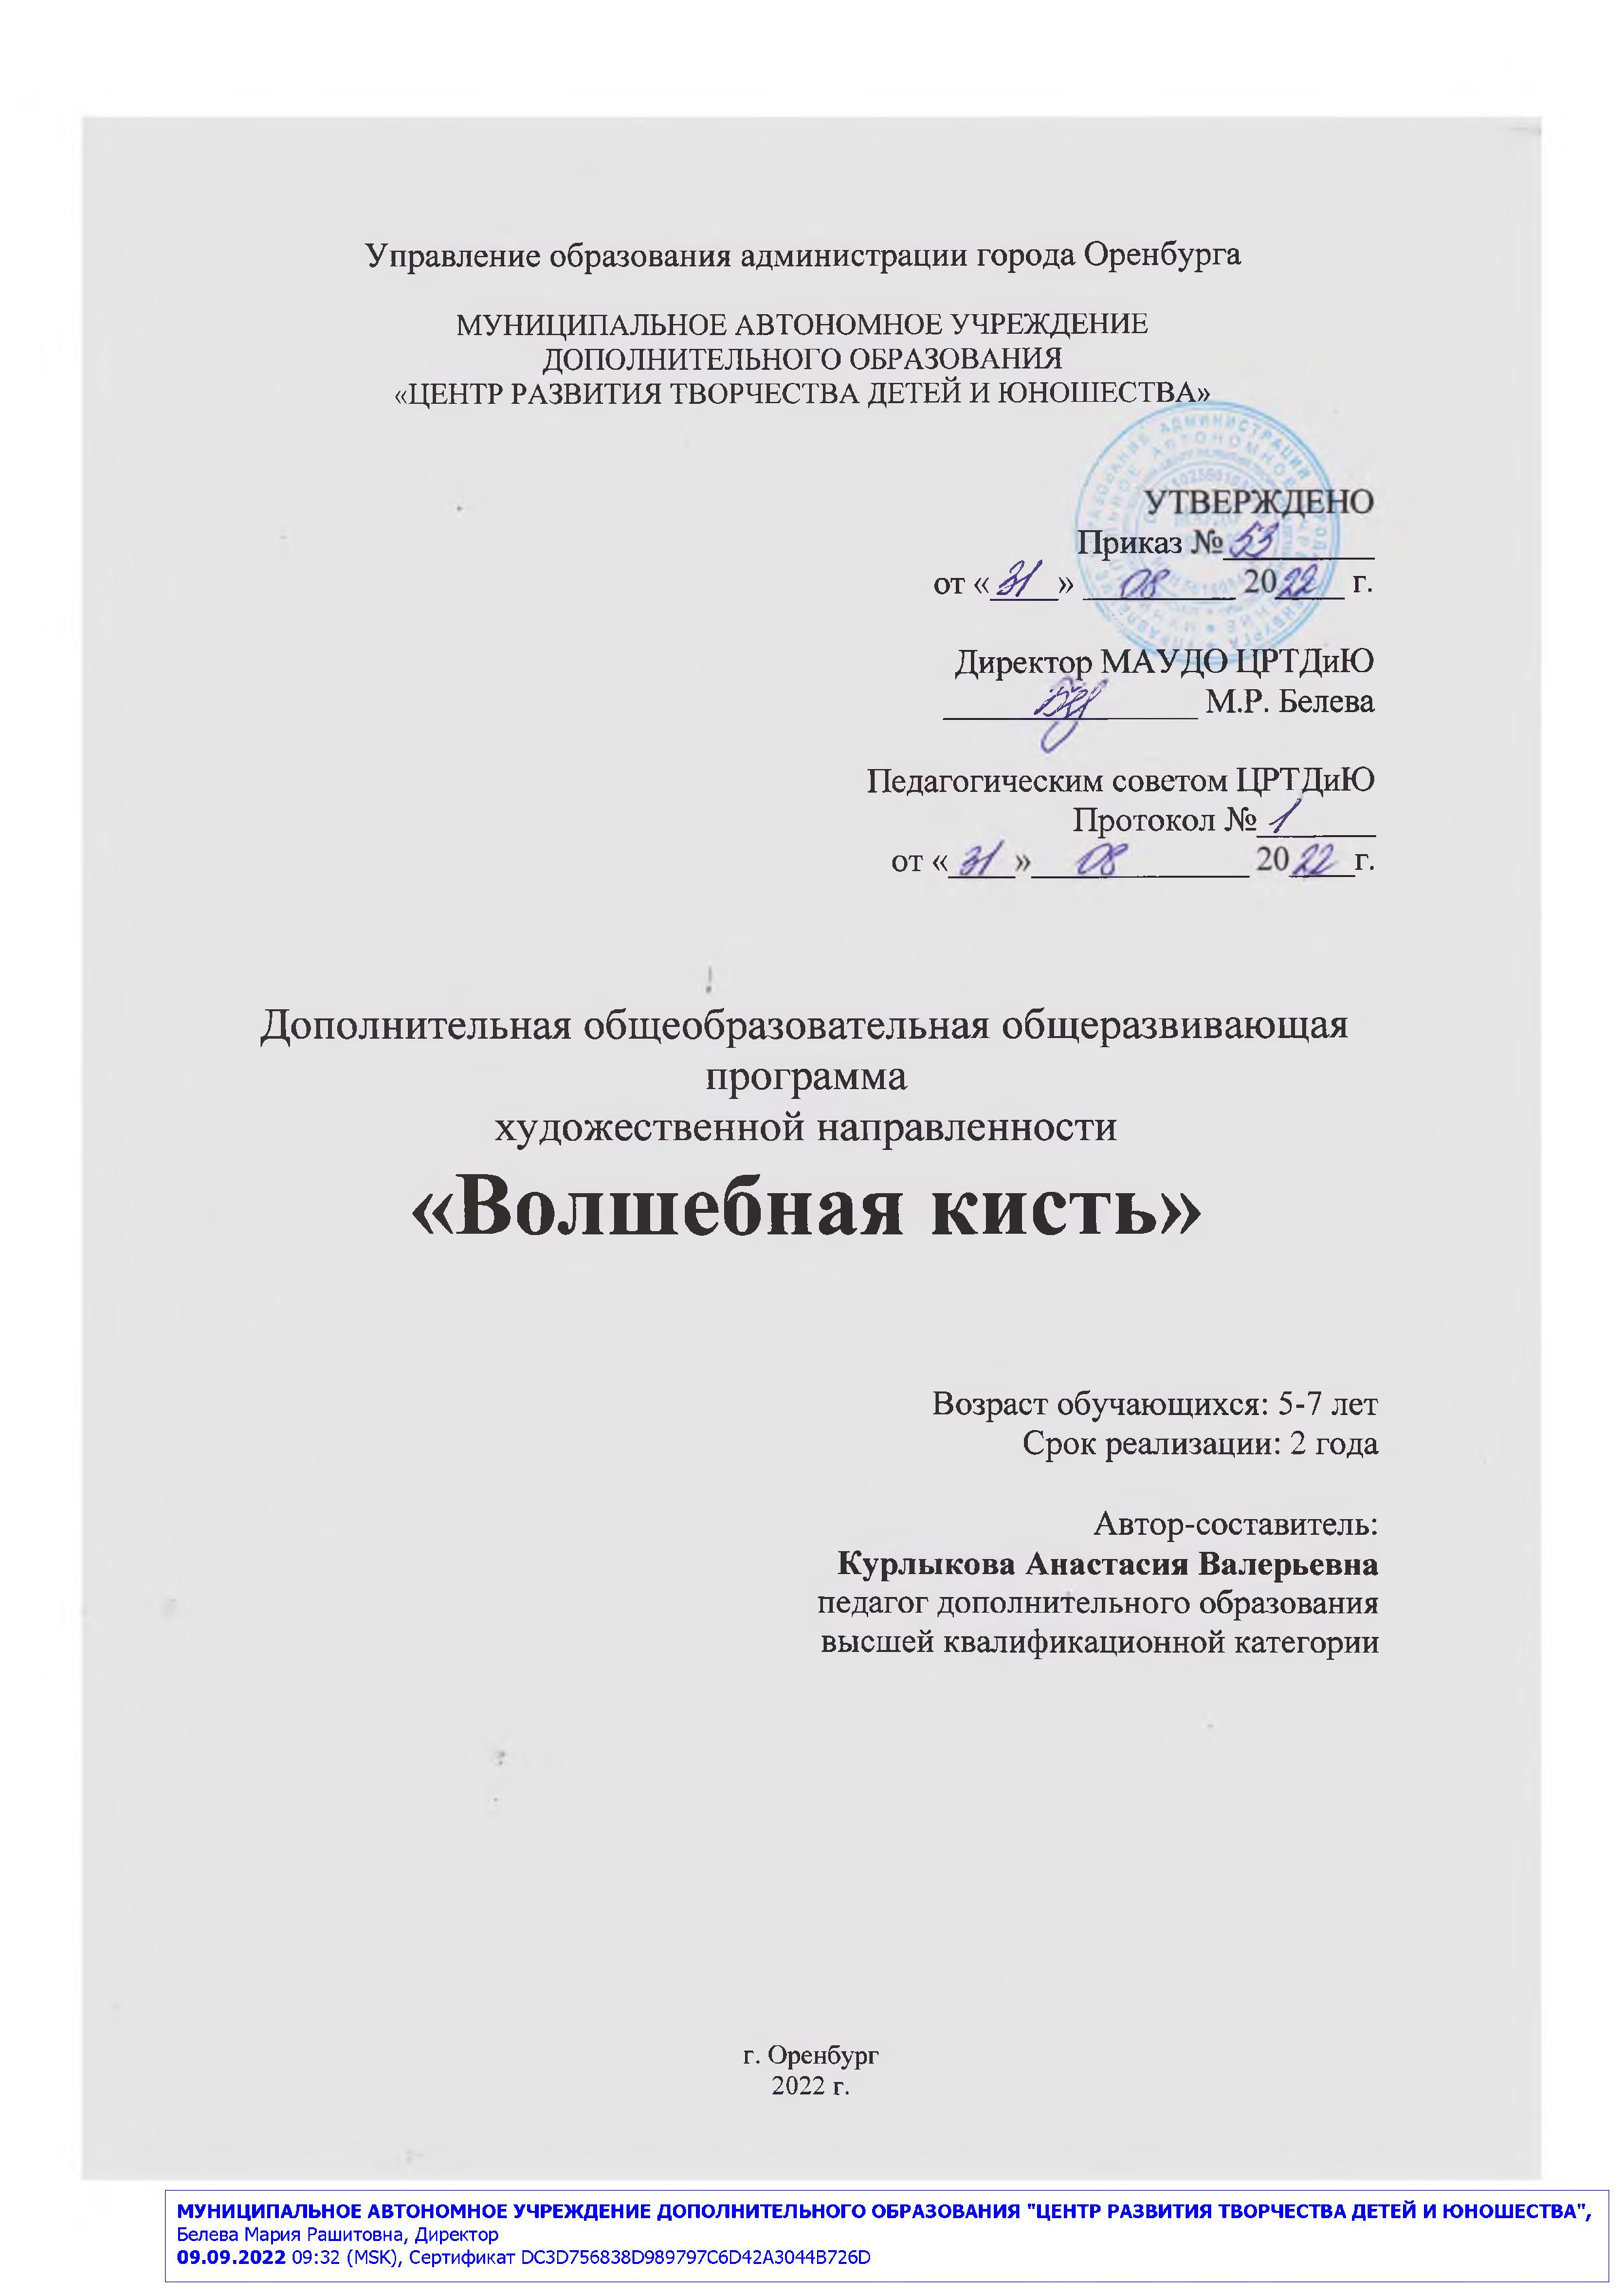 Управление образования администрации города Оренбурга
МУНИЦИПАЛЬНОЕ АВТОНОМНОЕ УЧРЕЖДЕНИЕ
ДОПОЛНИТЕЛЬНОГО ОБРАЗОВАНИЯ
«ЦЕНТР РАЗВИТИЯ ТВОРЧЕСТВА ДЕТЕЙ И ЮНОШЕСТВА»
УТВЕРЖДЕНО
Приказ № 53
от «31» 08 2022 г.
Директор МАУДО ЦРТДиЮ
М.Р. Белева
Педагогическим советом ЦРТДиЮ
Протокол № 1
от «31» 08 2022 г.
Дополнительная общеобразовательная общеразвивающая
программа
художественной направленности
«Волшебная кисть»
Возраст обучающихся: 5-7 лет
Срок реализации: 2 года
Автор-составитель:
Курлыкова Анастасия Валерьевна
педагог дополнительного образования
высшей квалификационной категории
г. Оренбург
2022 г.
МУНИЦИПАЛЬНОЕ АВТОНОМНОЕ УЧРЕЖДЕНИЕ ДОПОЛНИТЕЛЬНОГО ОБРАЗОВАНИЯ "ЦЕНТР РАЗВИТИЯ ТВОРЧЕСТВА ДЕТЕЙ И ЮНОШЕСТВА",
Белева Мария Рашитовна, Директор
09.09.2022 09:32 (MSK), Сертификат DC3D756838D989797C6D42A3044B726D